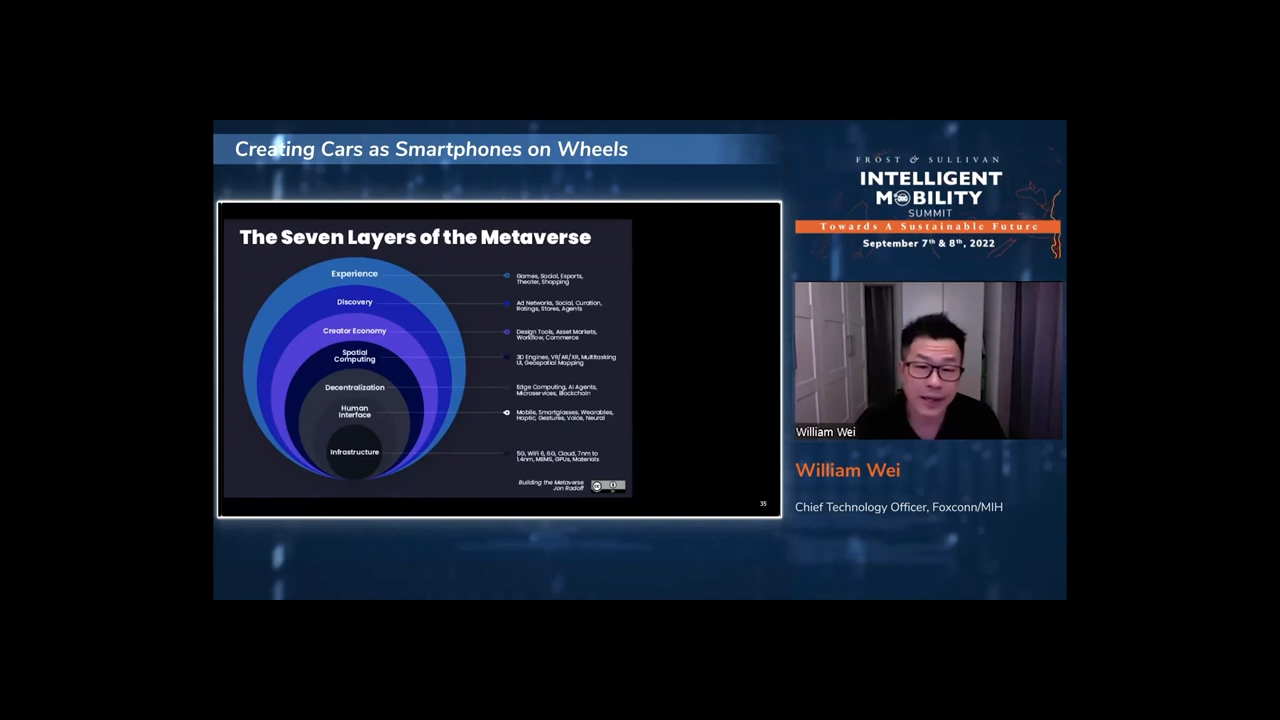 Creating Cars as Smartphones on Wheels
FROST & SULLIVAN
INTELLIGENT
MOBILITY
SUMMIT
Towards A Sustainable Future
September 7th & 8th, 2022
The Seven Layers of the Metaverse
Experience
Games, Social, Esports,
Theater, Shopping
Discovery
Ad Networks, Social, Curation,
Ratings, Stores, Agents
Creator Economy
Design Tools, Asset Markets,
Workflow, Commerce
Spatial
Computing
3D Engines, VR/AR/XR, Multitasking
UI, Geospatial Mapping
Decentralization
Edge Computing, AI Agents,
Microservices, Blockchain
Human
Interface
Mobile, Smartglasses, Wearables,
Haptic, Gestures, Voice, Neural
Infrastructure
5G, WiFi 6, 6G, Cloud, 7nm to
1.4nm, MEMS, GPUs, Materials
Building the Metaverse
Jon Radoff
35
William Wei
William Wei
Chief Technology Officer, Foxconn/MIH